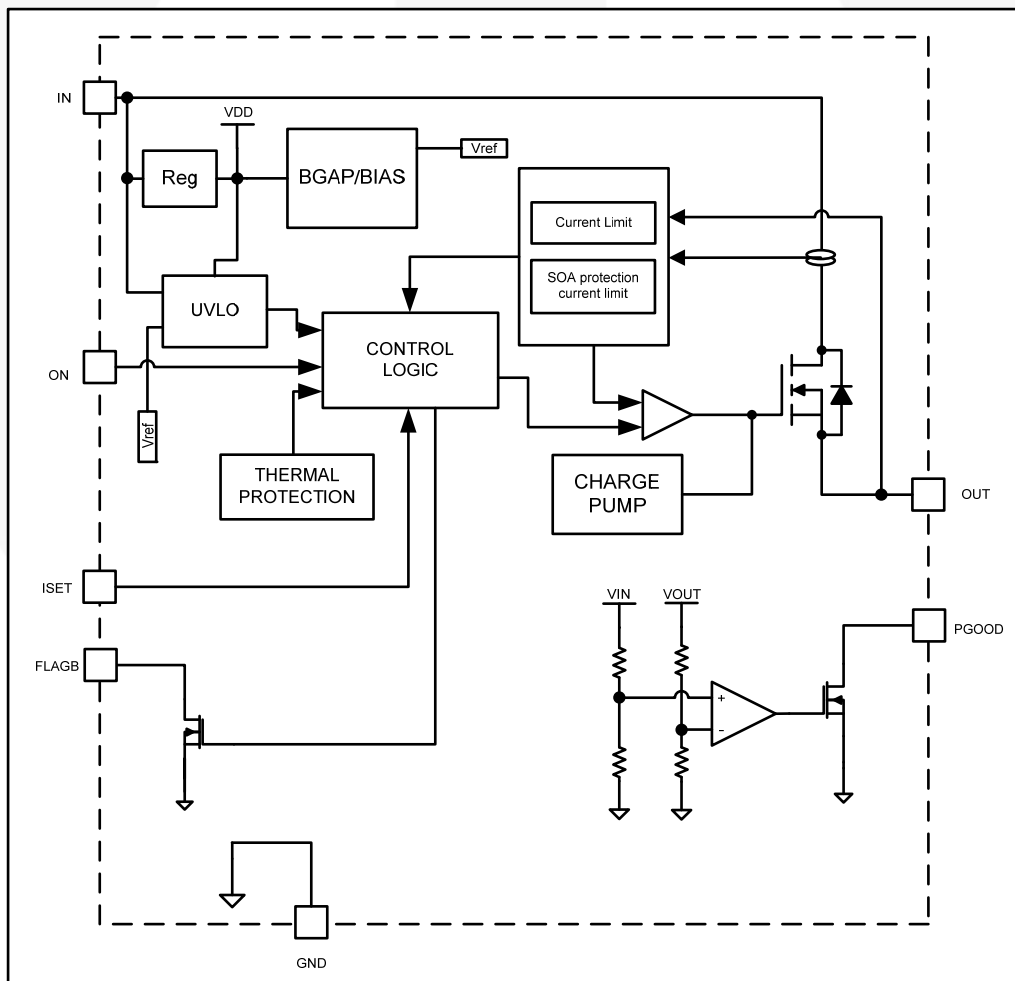 IN
VDD
Reg
BGAP/BIAS
Vref
Current Limit
SOA protection
current limit
UVLO
CONTROL
LOGIC
ON
Vref
THERMAL
PROTECTION
CHARGE
PUMP
OUT
ISET
VIN
VOUT
PGOOD
FLAGB
+
-
GND